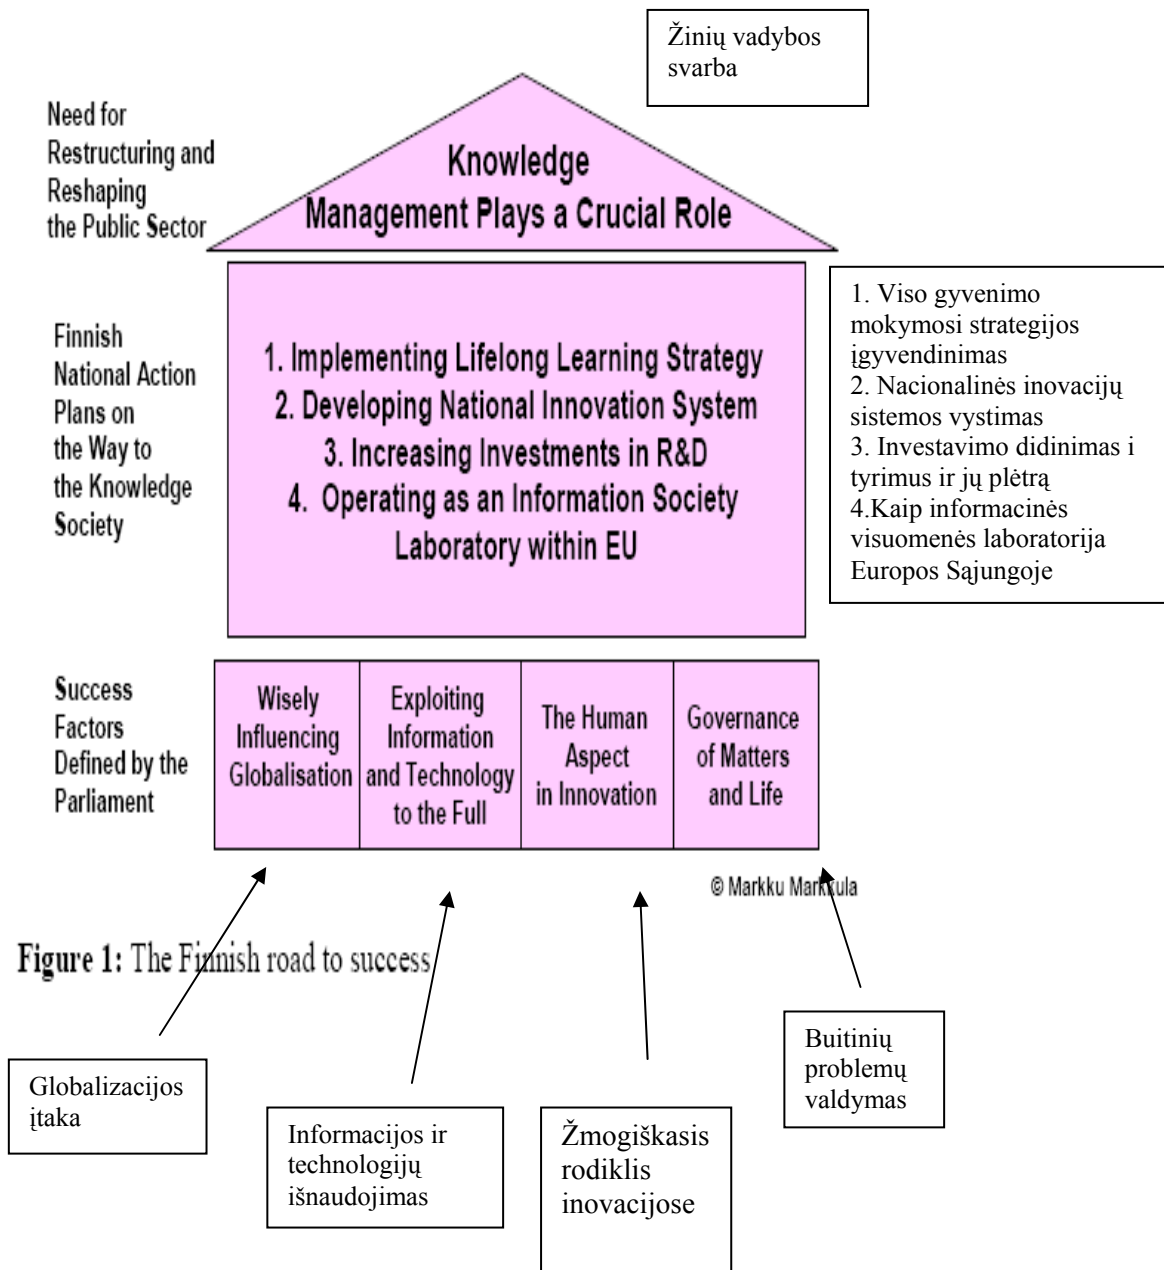 Žinių vadybos
svarba
Need for
Restructuring and
Reshaping
the Public Sector
Knowledge
Management Plays a Crucial Role
Finnish
National Action
Plans on
the Way to
the Knowledge
Society
1. Implementing Lifelong Learning Strategy
2. Developing National Innovation System
3. Increasing Investments in R&D
4. Operating as an Information Society
Laboratory within EU
1. Viso gyvenimo
mokymosi strategijos
įgyvendinimas
2. Nacionalinės inovacijų
sistemos vystimas
3. Investavimo didinimas i
tyrimus ir jų plėtrą
4.Kaip informacinės
visuomenės laboratorija
Europos Sąjungoje
Success
Factors
Defined by the
Parliament
Wisely
Influencing
Globalisation
Exploiting
Information
and Technology
to the Full
The Human
Aspect
in Innovation
Governance
of Matters
and Life
© Markku Markkula
Figure 1: The Finnish road to success
Globalizacijos
įtaka
Informacijos ir
technologijų
išnaudojimas
Žmogiškasis
rodiklis
inovacijose
Buitinių
problemų
valdymas